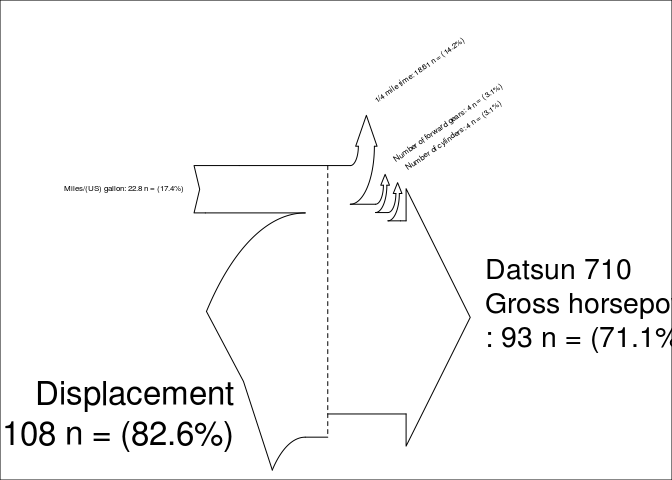 1/4 mile time: 18.61 n = (14.2%)
Number of forward gears: 4 n = (3.1%)
Number of cylinders: 4 n = (3.1%)
Miles/(US) gallon: 22.8 n = (17.4%)
Datsun 710
Gross horsepo
: 93 n = (71.1%
Displacement
108 n = (82.6%)